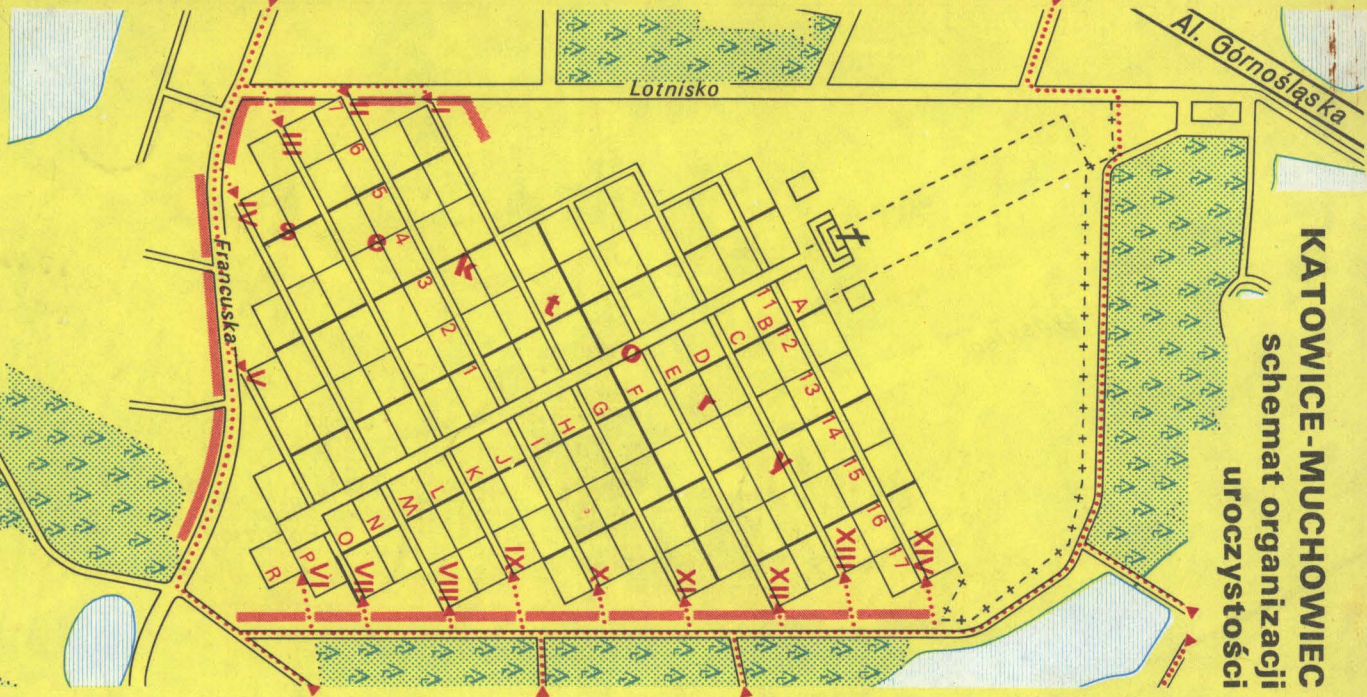 KATOWICE-MUCHOWIEC
schemat organizacji
uroczystości
Al. Górnośląska
Lotnisko
Francuska
s e k t o r y
I
II
III
IV
V
VI
VII
VIII
IX
X
XI
XII
XIII
XIV
6
5
4
3
2
1
11
12
13
14
15
16
17
A
B
C
D
E
F
G
H
I
J
K
L
M
N
O
P
R